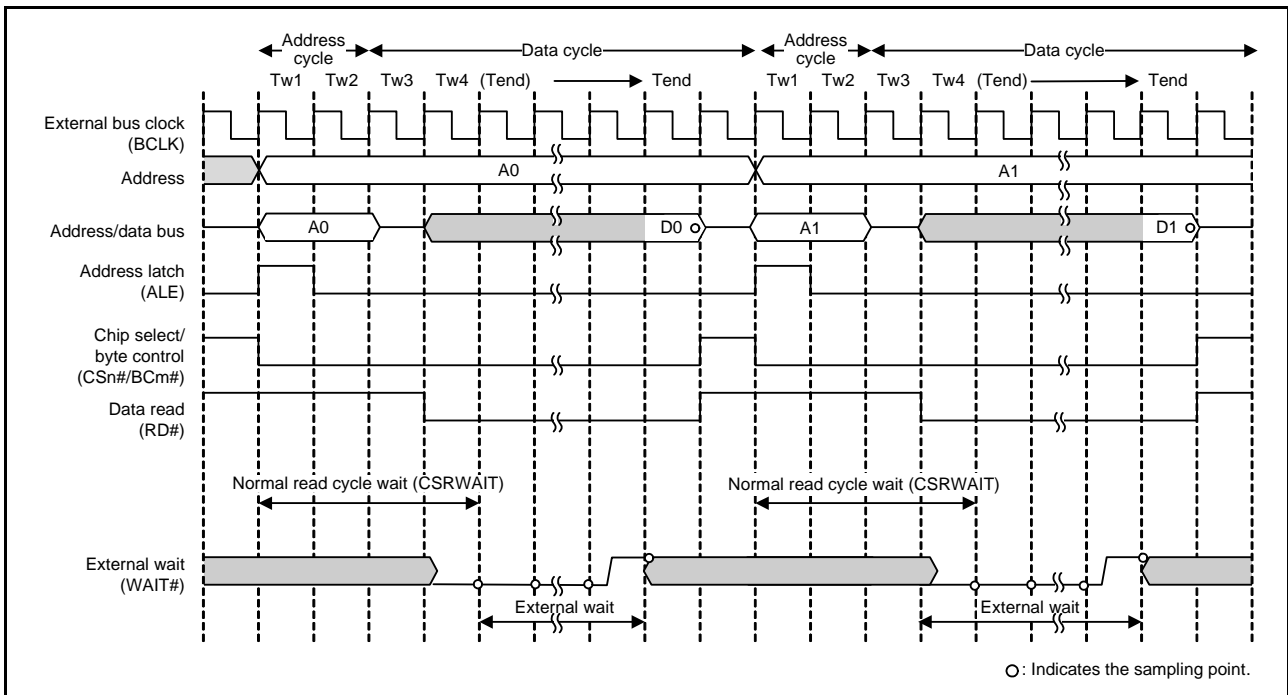 Address
cycle
Data cycle
Address
cycle
Data cycle
Tw1 Tw2 Tw3 Tw4 (Tend) Tend Tw1 Tw2 Tw3 Tw4 (Tend) Tend
External bus clock
(BCLK)
Address
A0 A1
Address/data bus
A0 D0 A1 D1
Address latch
(ALE)
Chip select/
byte control
(CSn#/BCm#)
Data read
(RD#)
Normal read cycle wait (CSRWAIT) Normal read cycle wait (CSRWAIT)
External wait
(WAIT#)
External wait External wait
: Indicates the sampling point.